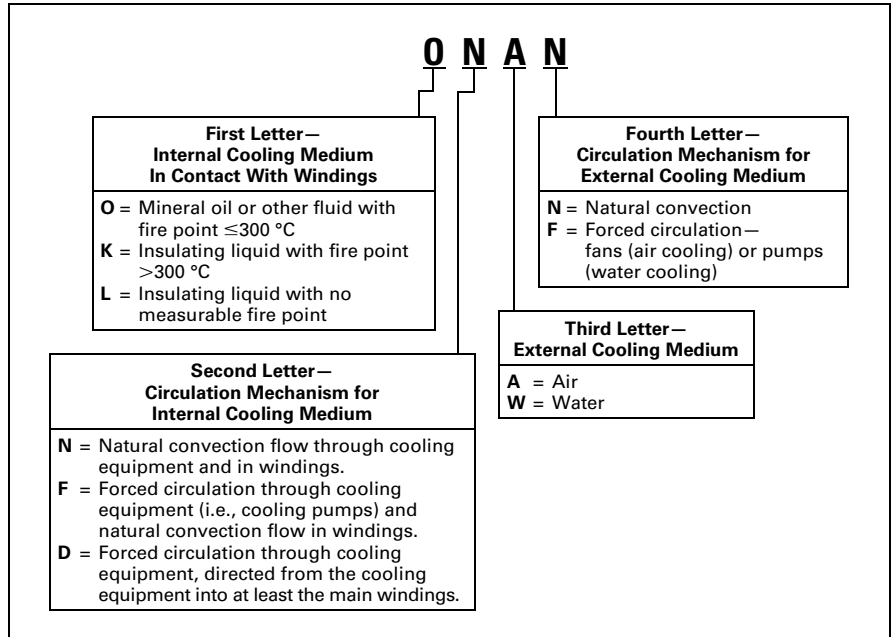 O N A N
First Letter—
Internal Cooling Medium
In Contact With Windings
O = Mineral oil or other fluid with
fire point ≤300 °C
K = Insulating liquid with fire point
>300 °C
L = Insulating liquid with no
measurable fire point
Second Letter—
Circulation Mechanism for
Internal Cooling Medium
N = Natural convection flow through cooling
equipment and in windings.
F = Forced circulation through cooling
equipment (i.e., cooling pumps) and
natural convection flow in windings.
D = Forced circulation through cooling
equipment, directed from the cooling
equipment into at least the main windings.
Third Letter—
External Cooling Medium
A = Air
W = Water
Fourth Letter—
Circulation Mechanism for
External Cooling Medium
N = Natural convection
F = Forced circulation—
fans (air cooling) or pumps
(water cooling)